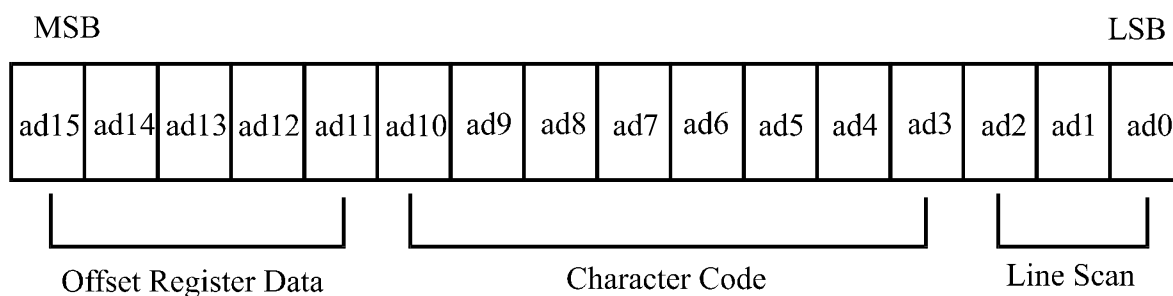 MSB LSB
ad15 ad14 ad13 ad12 ad11 ad10 ad9 ad8 ad7 ad6 ad5 ad4 ad3 ad2 ad1 ad0
Offset Register Data Character Code Line Scan